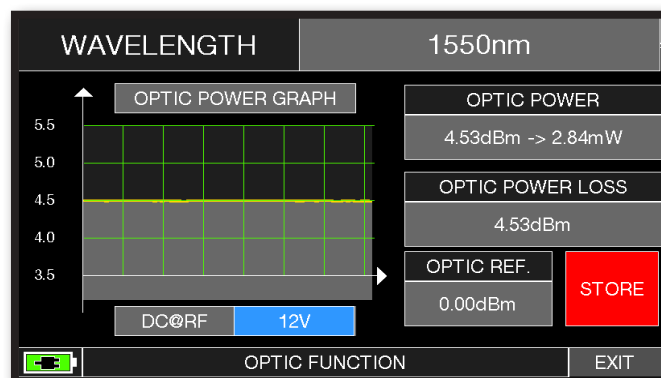 WAVELENGTH 1550nm
OPTIC POWER GRAPH
5.5
5.0
4.5
4.0
3.5
DC@RF 12V
OPTIC POWER
4.53dBm -> 2.84mW
OPTIC POWER LOSS
4.53dBm
OPTIC REF.
0.00dBm
STORE
OPTIC FUNCTION
EXIT